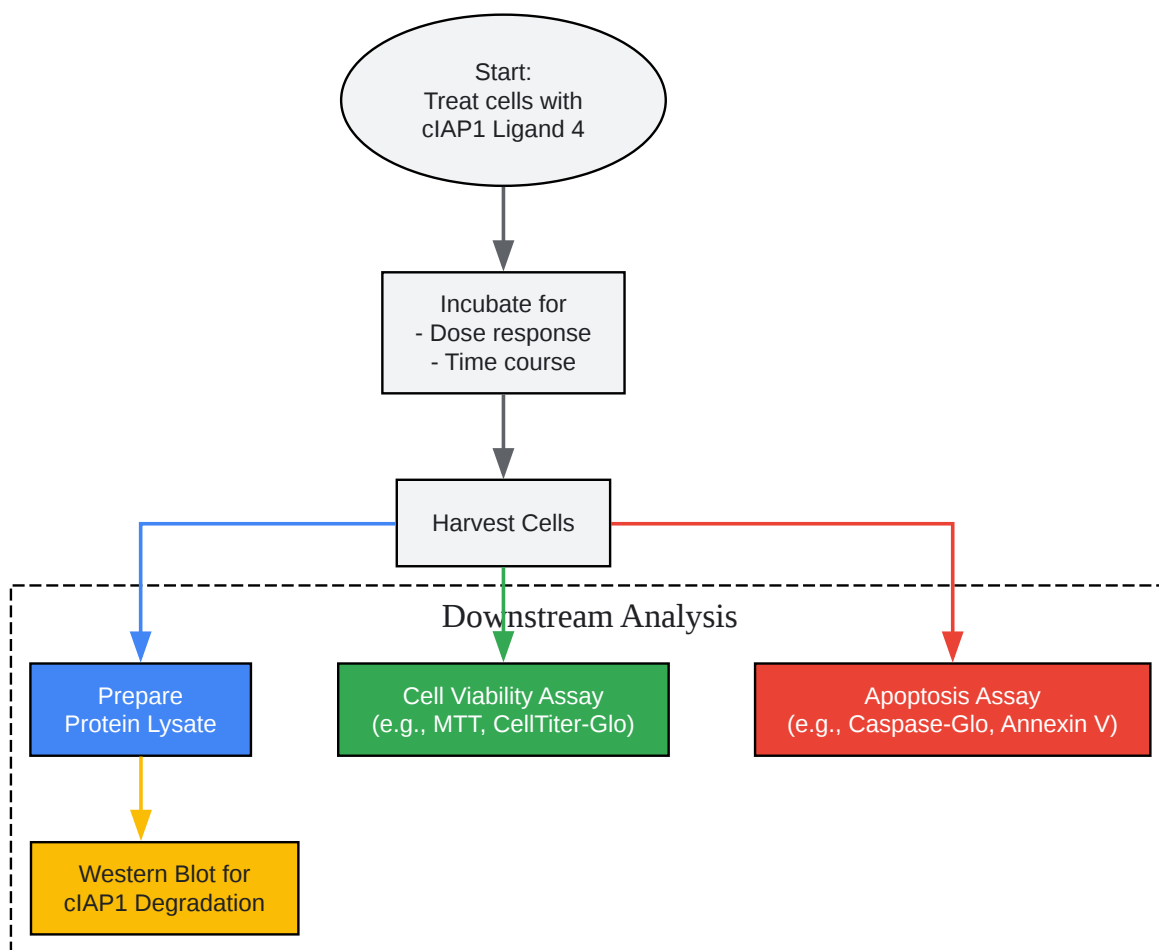 Start:
Treat cells with
cIAP1 Ligand 4
Incubate for
- Dose response
- Time course
Harvest Cells
Downstream Analysis
Prepare
Protein Lysate
Cell Viability Assay
(e.g., MTT, CellTiter-Glo)
Apoptosis Assay
(e.g., Caspase-Glo, Annexin V)
Western Blot for
cIAP1 Degradation